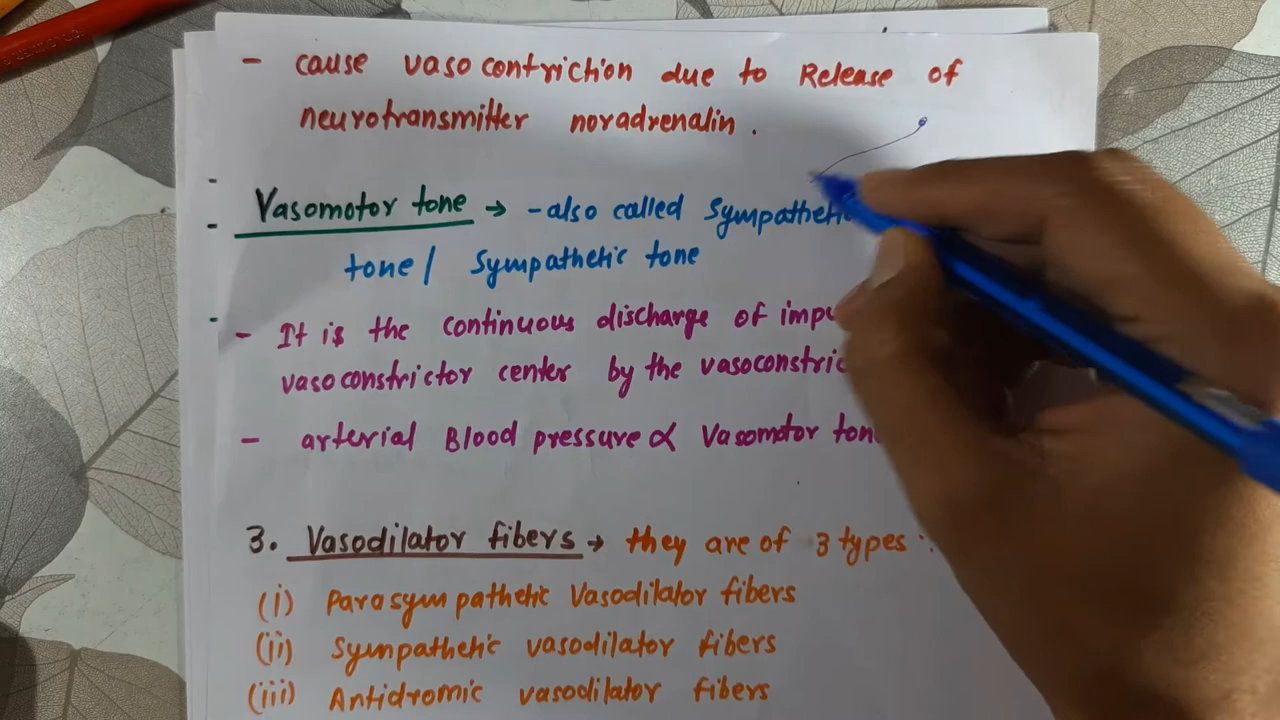 - cause vasocontriction due to Release of
neurotransmitter noradrenalin.
Vasomotor tone → - also called Sympathetic
tone / Sympathetic tone
- It is the continuous discharge of
vasoconstrictor center by the
- arterial Blood pressure ∝ Vasomotor
3. Vasodilator fibers → they are of 3 types :
(i) Parasympathetic Vasodilator fibers
(ii) Sympathetic vasodilator fibers
(iii) Antidromic vasodilator fibers